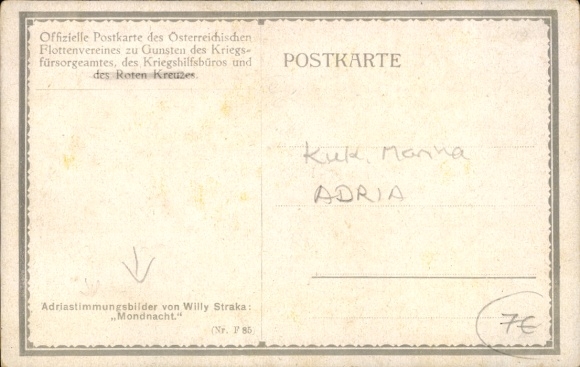 Offizielle Postkarte des Österreichischen
Flottenvereines zu Gunsten des Kriegs-
fürsorgeamtes, des Kriegshilfsbüros und
des Roten Kreuzes.
POSTKARTE
KuK. Marina
ADRIA
Adriastimmungsbilder von Willy Straka:
„Mondnacht."
(Nr. F 85
7€